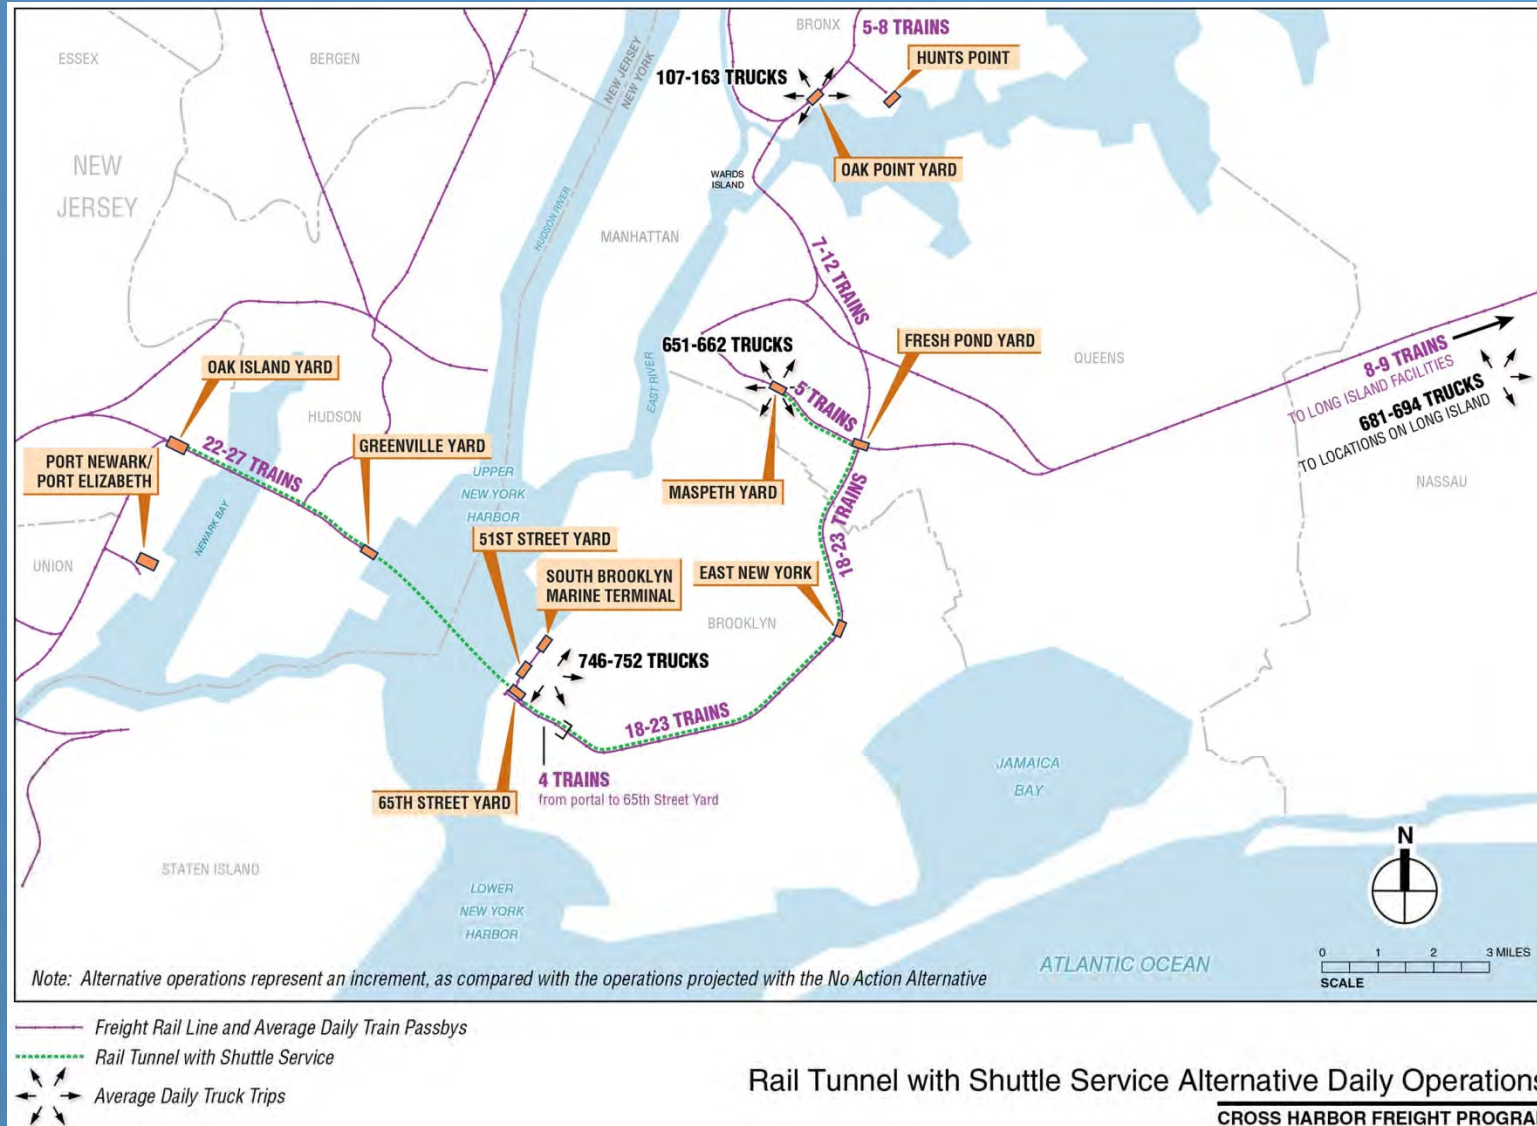 ESSEX
BERGEN
NEW JERSEY
NEW YORK
BRONX
5-8 TRAINS
HUNTS POINT
107-163 TRUCKS
OAK POINT YARD
NEW
JERSEY
WARDS
ISLAND
HUDSON RIVER
MANHATTAN
7-12 TRAINS
651-662 TRUCKS
FRESH POND YARD
QUEENS
8-9 TRAINS
TO LONG ISLAND FACILITIES
681-694 TRUCKS
TO LOCATIONS ON LONG ISLAND
OAK ISLAND YARD
EAST RIVER
5 TRAINS
HUDSON
GREENVILLE YARD
22-27 TRAINS
PORT NEWARK/
PORT ELIZABETH
UPPER
NEW YORK
HARBOR
MASPETH YARD
NASSAU
18-23 TRAINS
NEWARK BAY
51ST STREET YARD
UNION
SOUTH BROOKLYN
MARINE TERMINAL
EAST NEW YORK
BROOKLYN
746-752 TRUCKS
18-23 TRAINS
4 TRAINS
from portal to 65th Street Yard
65TH STREET YARD
JAMAICA
BAY
STATEN ISLAND
LOWER
NEW YORK
HARBOR
N
ATLANTIC OCEAN
0 1 2 3 MILES
SCALE
Note: Alternative operations represent an increment, as compared with the operations projected with the No Action Alternative
Freight Rail Line and Average Daily Train Passbys
Rail Tunnel with Shuttle Service
Average Daily Truck Trips
Rail Tunnel with Shuttle Service Alternative Daily Operations
CROSS HARBOR FREIGHT PROGRA